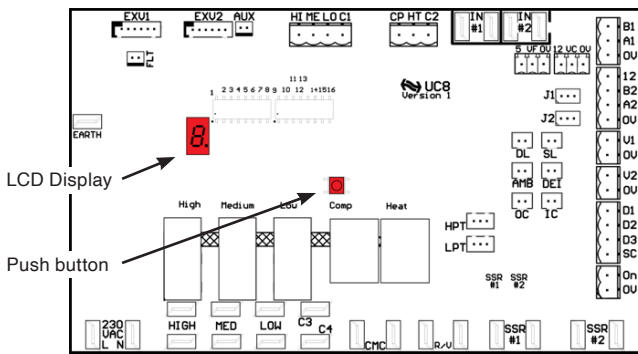 EXV1 EXV2 AUX HI ME LO C1 CP HT C2 IN #1 IN #2
FLT
5 VF 0V 12 VC 0V
B1
A1
0V
11 13
1 2 3 4 5 6 7 8 9 10 12 14 15 16
UC8
Version 1
J1
J2
12
B2
A2
0V
EARTH
8.
DL SL
V1
0V
LCD Display
AMB DEI
V2
0V
High Medium Low Comp Heat
OC IC
HPT
LPT
D1
D2
D3
SC
Push button
SSR #1 SSR #2
On
0V
230 VAC L N
HIGH MED LOW C3 C4
CMC R/V SSR #1 SSR #2